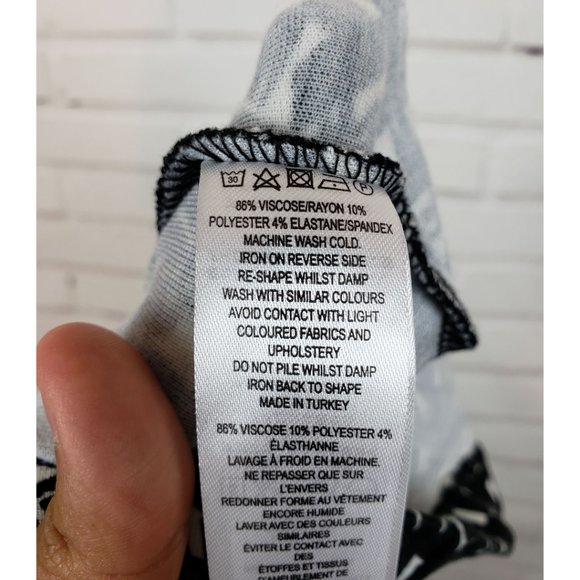 30
P
86% VISCOSE/RAYON 10%
POLYESTER 4% ELASTANE/SPANDEX
MACHINE WASH COLD.
IRON ON REVERSE SIDE
RE-SHAPE WHILST DAMP
WASH WITH SIMILAR COLOURS
AVOID CONTACT WITH LIGHT
COLOURED FABRICS AND
UPHOLSTERY
DO NOT PILE WHILST DAMP
IRON BACK TO SHAPE
MADE IN TURKEY
86% VISCOSE 10% POLYESTER 4%
ÉLASTHANNE
LAVAGE À FROID EN MACHINE.
NE REPASSER QUE SUR
L'ENVERS
REDONNER FORME AU VÊTEMENT
ENCORE HUMIDE
LAVER AVEC DES COULEURS
SIMILAIRES
ÉVITER LE CONTACT AVEC
DES
ÉTOFFES ET TISSUS
D'AMEUBLEMENT DE